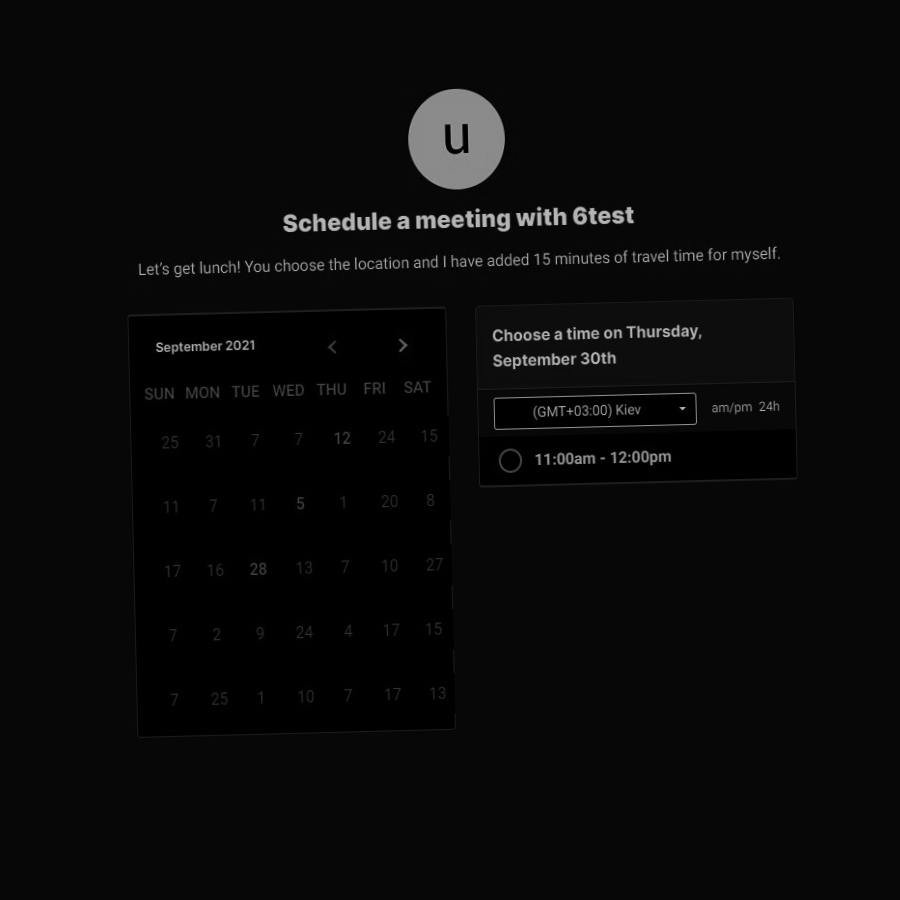 u
Schedule a meeting with 6test
Let's get lunch! You choose the location and I have added 15 minutes of travel time for myself.
September 2021
SUN MON TUE WED THU FRI SAT
25 31 7 7 12 24 15
11 7 11 5 1 20 8
17 16 28 13 7 10 27
7 2 9 24 4 17 15
7 25 1 10 7 17 13
Choose a time on Thursday,
September 30th
(GMT+03:00) Kiev am/pm 24h
11:00am - 12:00pm